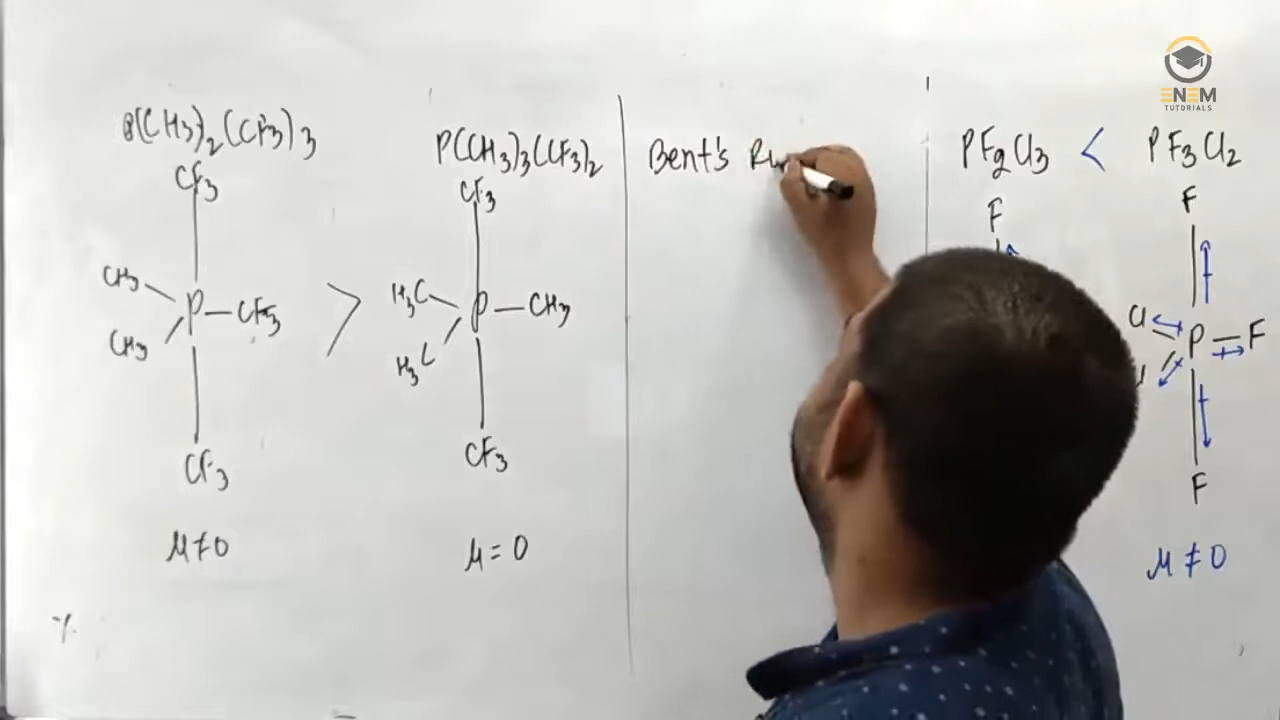 P(CH3)2(CF3)3
CF3
CH3
P
CF3
CH3
CF3
μ≠0
>
P(CH3)3(CF3)2
CF3
H3C
P
CH3
H3C
CF3
μ=0
Bent's Ru
PF2Cl3 < PF3Cl2
F
F
Cl
P
F
F
μ≠0
ENEM
TUTORIALS